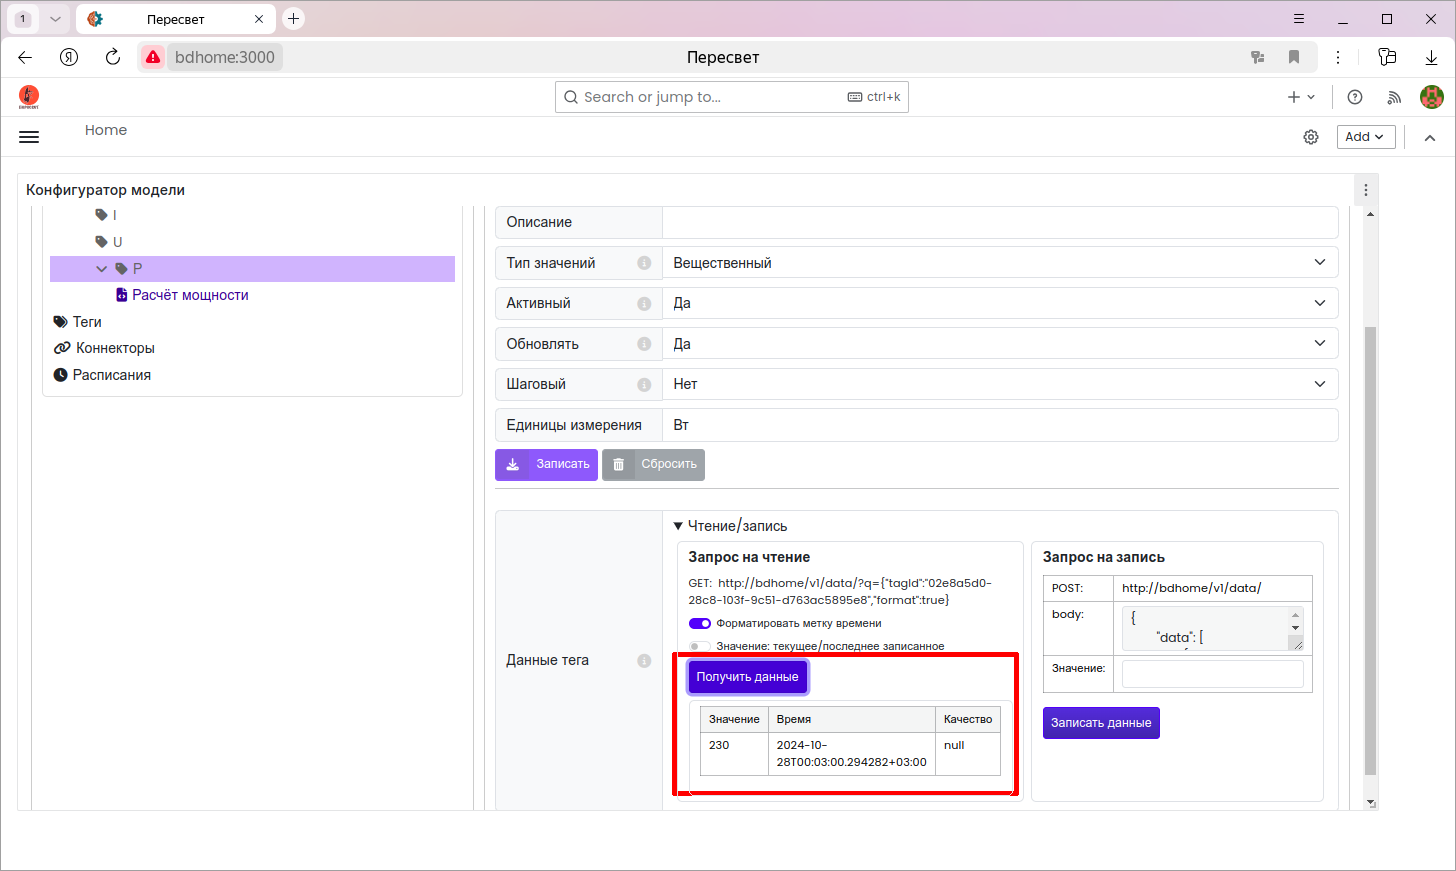 1
Пересвет
bdhome:3000
Пересвет
Search or jump to...
ctrl+k
Home
Add
Конфигуратор модели
I
U
P
Расчёт мощности
Теги
Коннекторы
Расписания
Описание
Тип значений
Вещественный
Активный
Да
Обновлять
Да
Шаговый
Нет
Единицы измерения
Вт
Записать
Сбросить
Данные тега
Чтение/запись
Запрос на чтение
GET: http://bdhome/v1/data/?q={"tagId":"02e8a5d0-
28c8-103f-9c51-d763ac5895e8","format":true}
Форматировать метку времени
Значение: текущее/последнее записанное
Получить данные
Значение Время Качество
230 2024-10-
28T00:03:00.294282+03:00 null
Запрос на запись
POST: http://bdhome/v1/data/
body: {
"data": [
Значение:
Записать данные